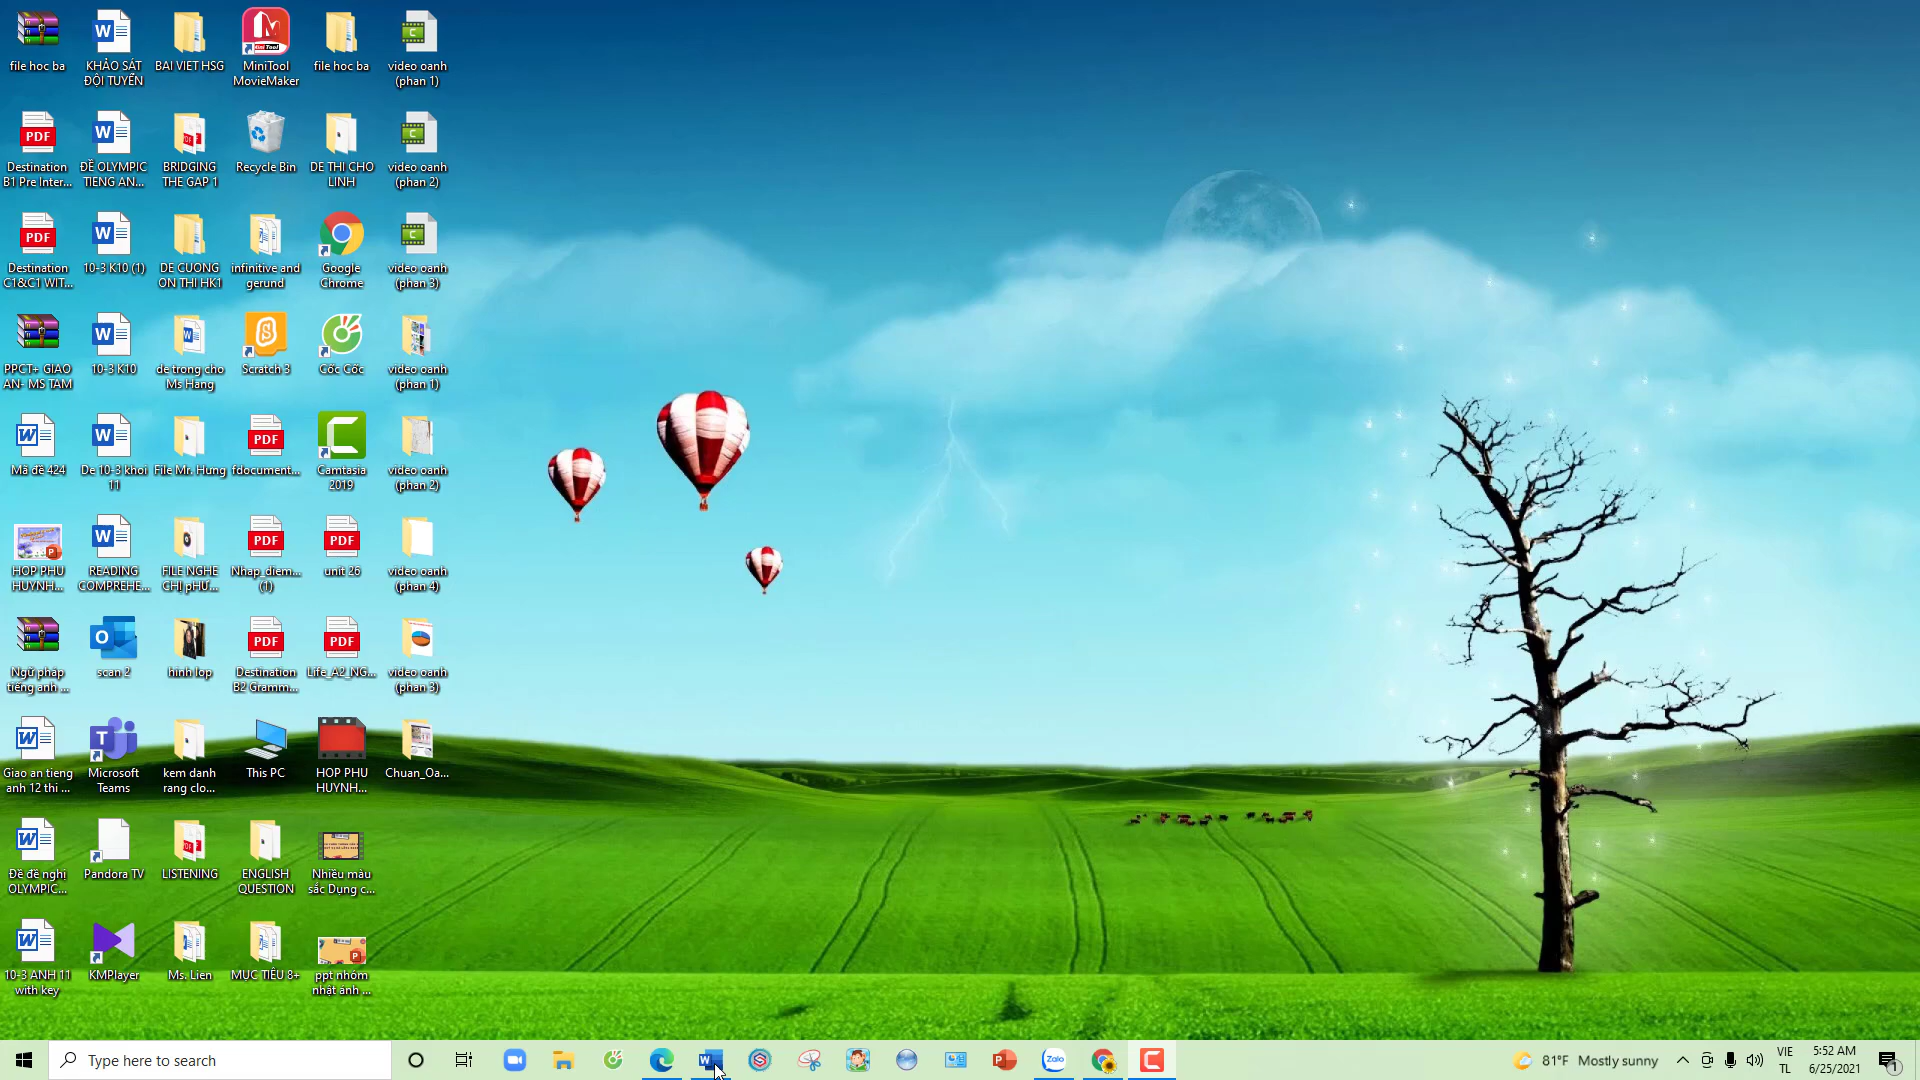 file hoc ba
KHẢO SÁT
ĐỘI TUYỂN
BAI VIET HSG
MiniTool
MovieMaker
file hoc ba
video oanh
(phan 1)
Destination
B1 Pre Inter...
ĐỀ OLYMPIC
TIENG AN...
BRIDGING
THE GAP 1
Recycle Bin
DE THI CHO
LINH
video oanh
(phan 2)
Destination
C1&C1 WIT...
10-3 K10 (1)
DE CUONG
ON THI HK1
infinitive and
gerund
Google
Chrome
video oanh
(phan 3)
PPCT+ GIAO
AN- MS TAM
10-3 K10
de trong cho
Ms Hang
Scratch 3
Cốc Cốc
video oanh
(phan 1)
Mã đề 424
De 10-3 khoi
11
File Mr. Hưng
fdocument...
Camtasia
2019
video oanh
(phan 2)
HOP PHU
HUYNH...
READING
COMPREHE...
FILE NGHE
CHỊ pHƯ...
Nhap_diem...
(1)
unit 26
video oanh
(phan 4)
Ngữ pháp
tiếng anh ...
scan 2
hinh lop
Destination
B2 Gramm...
Life_A2_NG...
video oanh
(phan 3)
Giao an tieng
anh 12 thi ...
Microsoft
Teams
kem danh
rang clo...
This PC
HOP PHU
HUYNH...
Chuan_Oa...
Đề đề nghị
OLYMPIC...
Pandora TV
LISTENING
ENGLISH
QUESTION
Nhiều màu
sắc Dụng c...
10-3 ANH 11
with key
KMPlayer
Ms. Lien
MỤC TIÊU 8+
ppt nhóm
nhật ánh ...
Type here to search
81°F Mostly sunny
VIE
TL
5:52 AM
6/25/2021
1